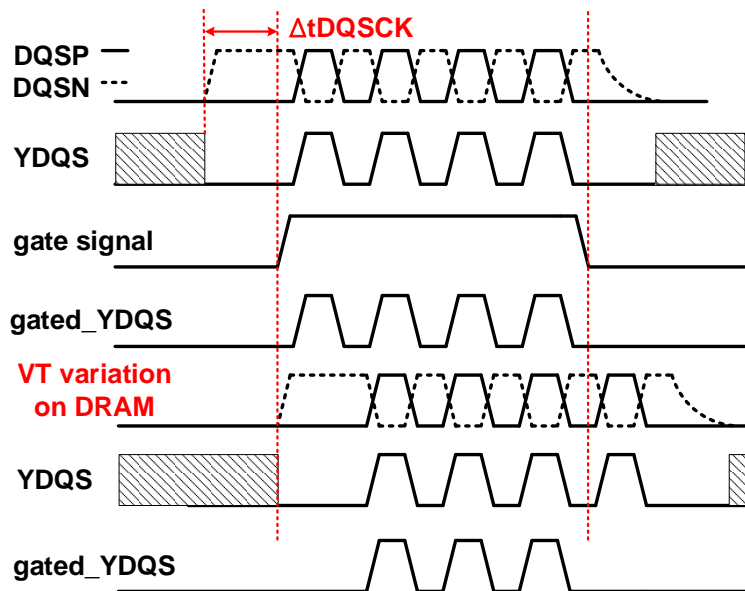 ΔtDQSCK
DQSP
DQSN
YDQS
gate signal
gated_YDQS
VT variation
on DRAM
YDQS
gated_YDQS